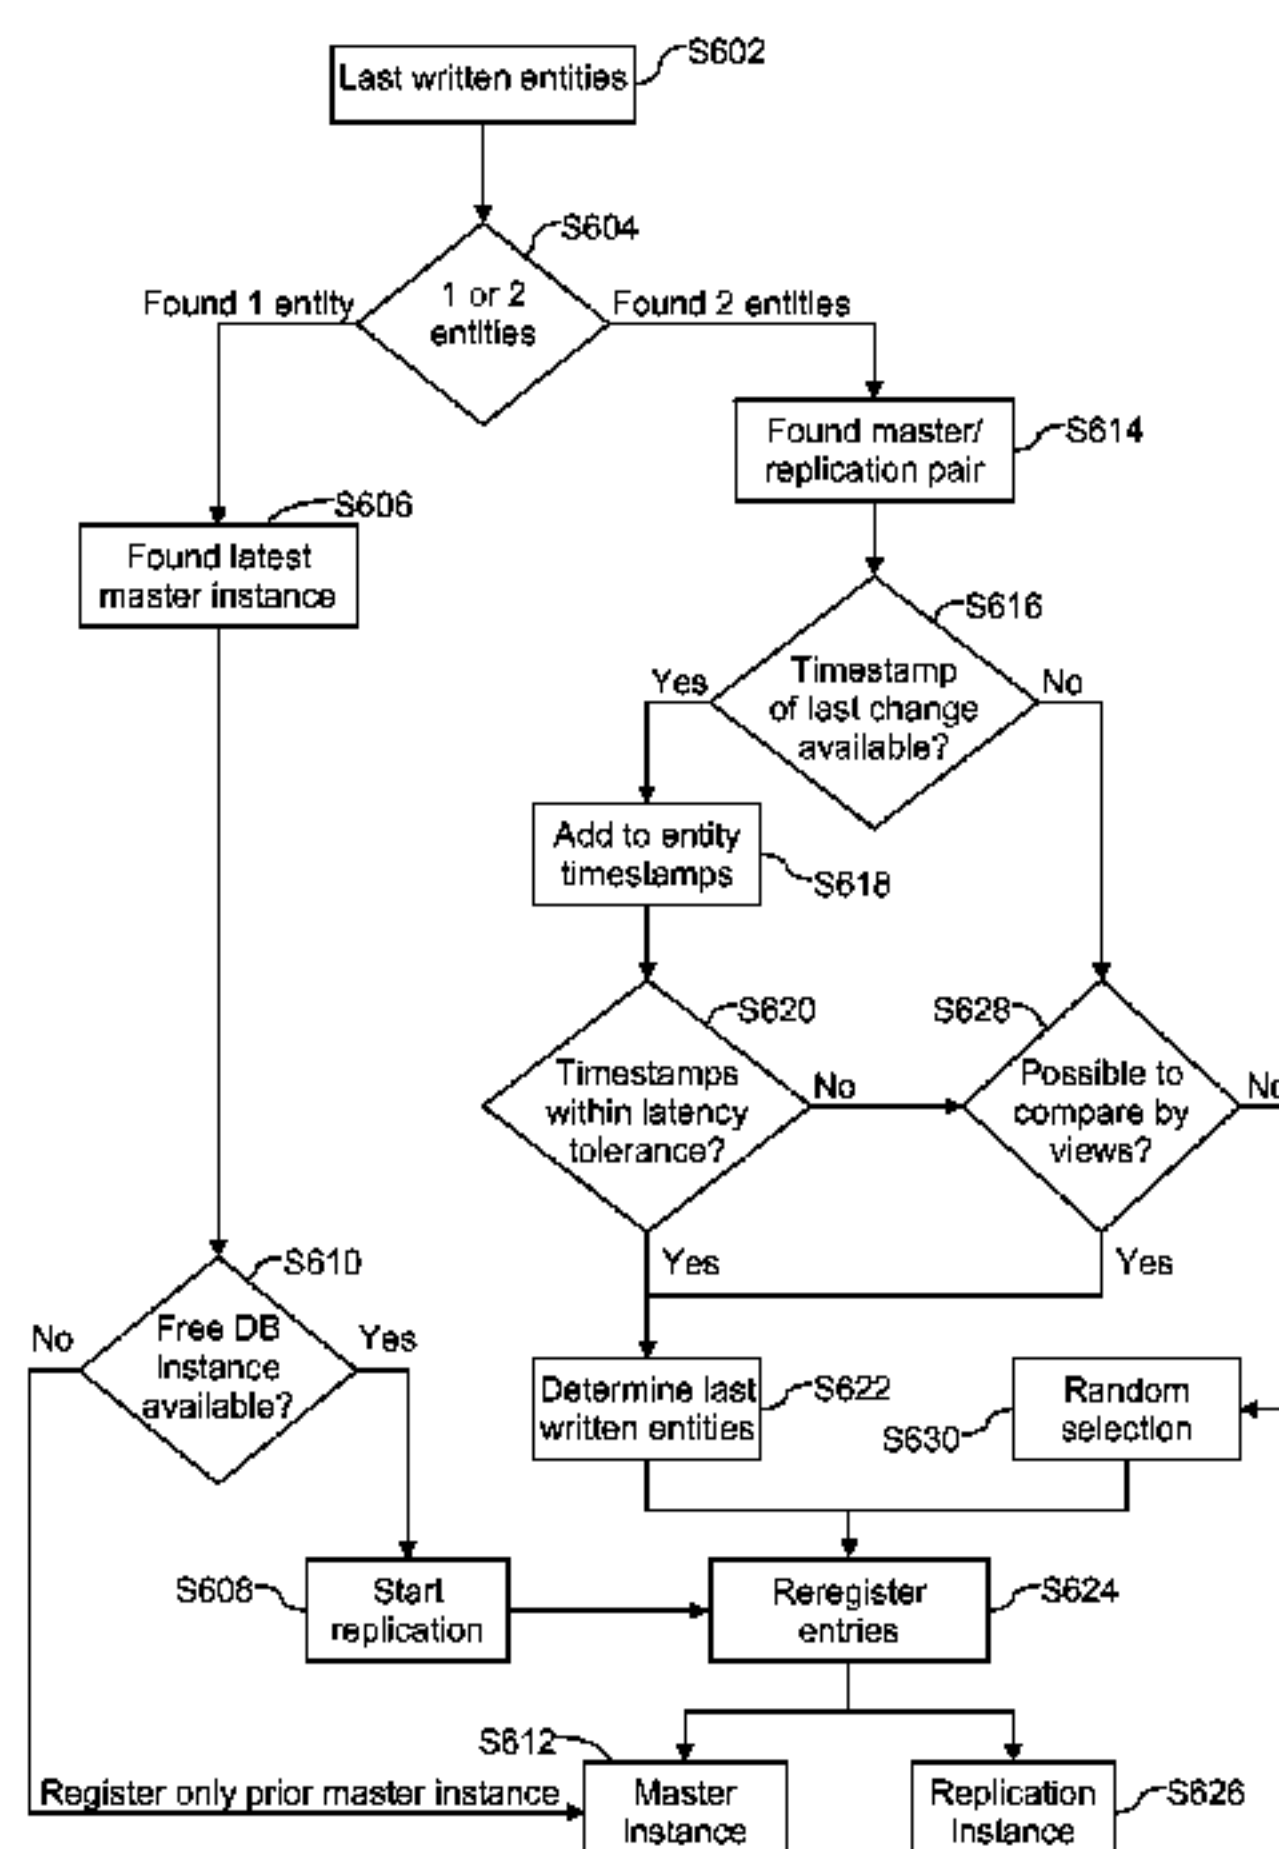 Last written entities
S602
S604
Found 1 entity
1 or 2
entities
Found 2 entities
Found master/
replication pair
S614
S606
Found latest
master instance
S616
Yes
Timestamp
of last change
available?
No
Add to entity
timestamps
S618
S620
S628
Timestamps
within latency
tolerance?
No
Possible to
compare by
views?
No
Yes
Yes
S610
No
Free DB
Instance
available?
Yes
Determine last
written entities
S622
Random
selection
S630
S608
Start
replication
Reregister
entries
S624
S612
Register only prior master instance
Master
Instance
Replication
Instance
S626